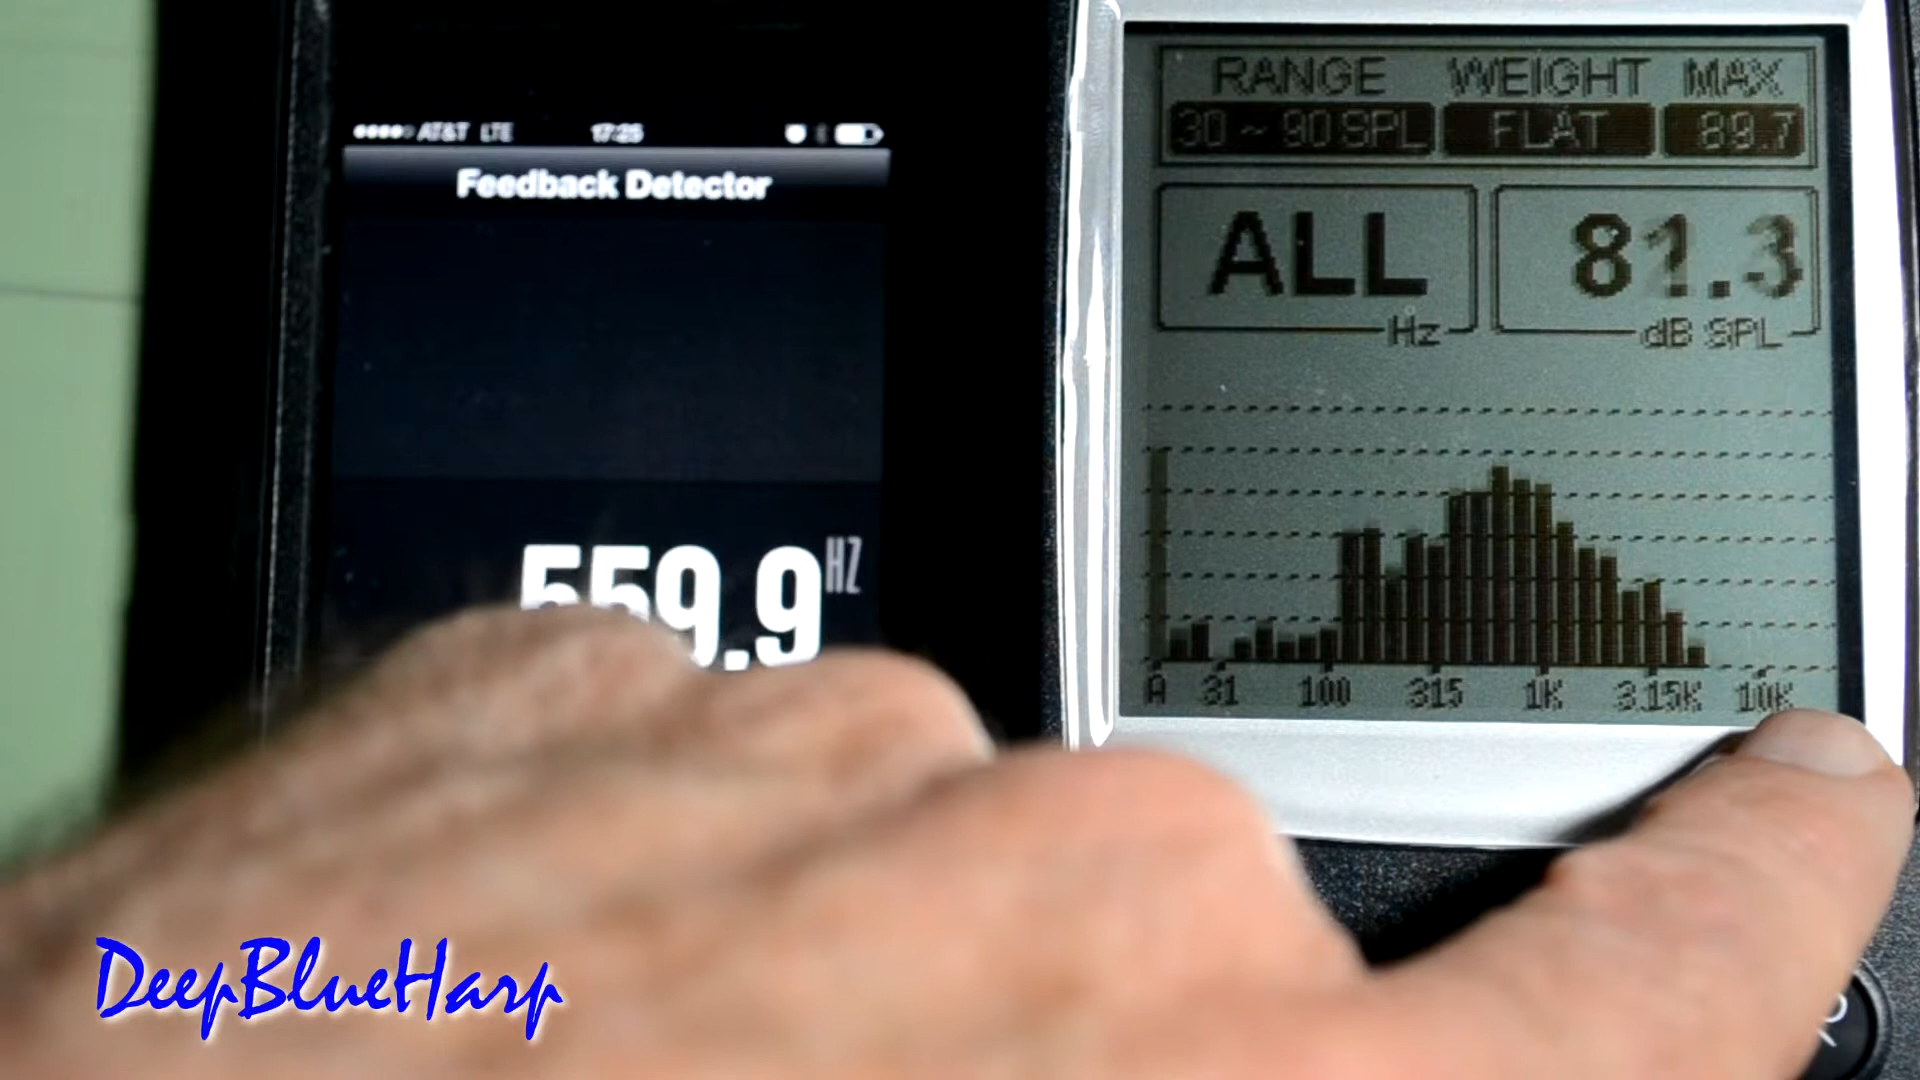 AT&T LTE 17:25
Feedback Detector
559.9 HZ
RANGE WEIGHT MAX
30 ~ 90 SPL FLAT 89.7
ALL Hz
81.3 dB SPL
A 31 100 315 1K 3.15K 10K
DeepBlueHarp